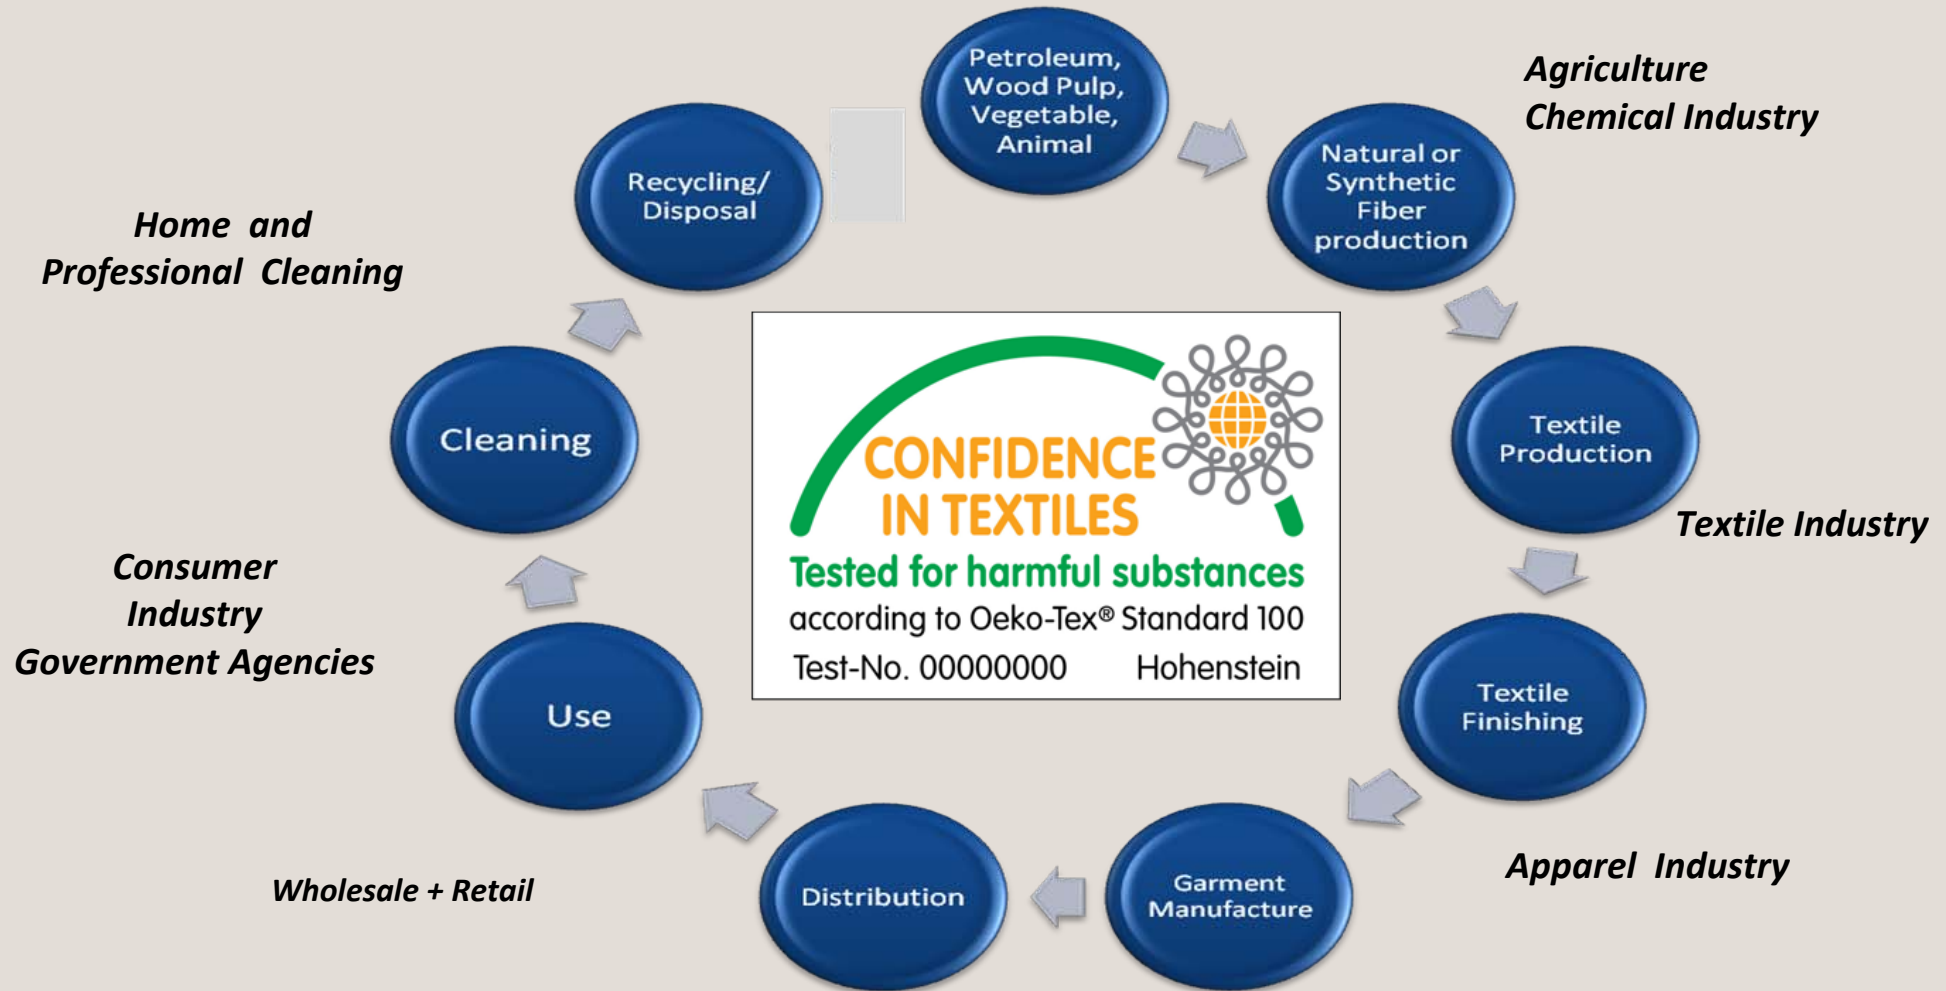 Petroleum,
Wood Pulp,
Vegetable,
Animal
Agriculture
Chemical Industry
Natural or
Synthetic
Fiber
production
Textile
Production
Textile Industry
Textile
Finishing
Apparel Industry
Garment
Manufacture
Distribution
Wholesale + Retail
Use
Consumer
Industry
Government Agencies
Cleaning
Home and
Professional Cleaning
Recycling/
Disposal
CONFIDENCE
IN TEXTILES
Tested for harmful substances
according to Oeko-Tex® Standard 100
Test-No. 00000000 Hohenstein